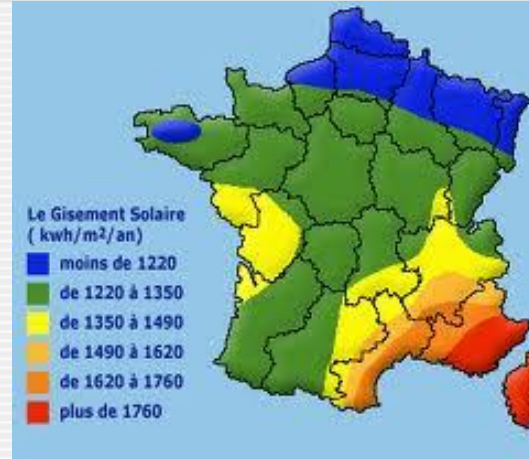 Le Gisement Solaire
( kwh/m²/an)
moins de 1220
de 1220 à 1350
de 1350 à 1490
de 1490 à 1620
de 1620 à 1760
plus de 1760